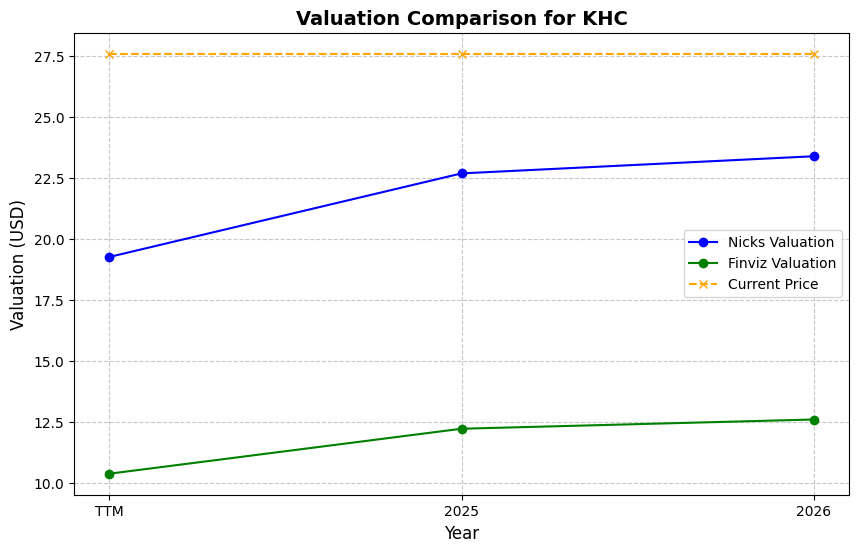 Valuation Comparison for KHC
Valuation (USD)
27.5
25.0
22.5
20.0
17.5
15.0
12.5
10.0
Nicks Valuation
Finviz Valuation
Current Price
TTM
2025
2026
Year